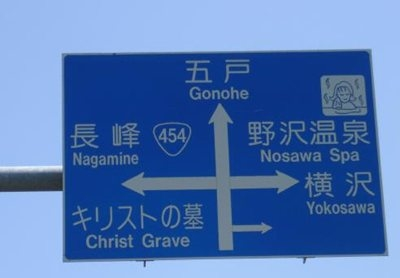 五戸
Gonohe
長峰
454
野沢温泉
Nagamine
Nosawa Spa
横沢
Yokosawa
キリストの墓
Christ Grave